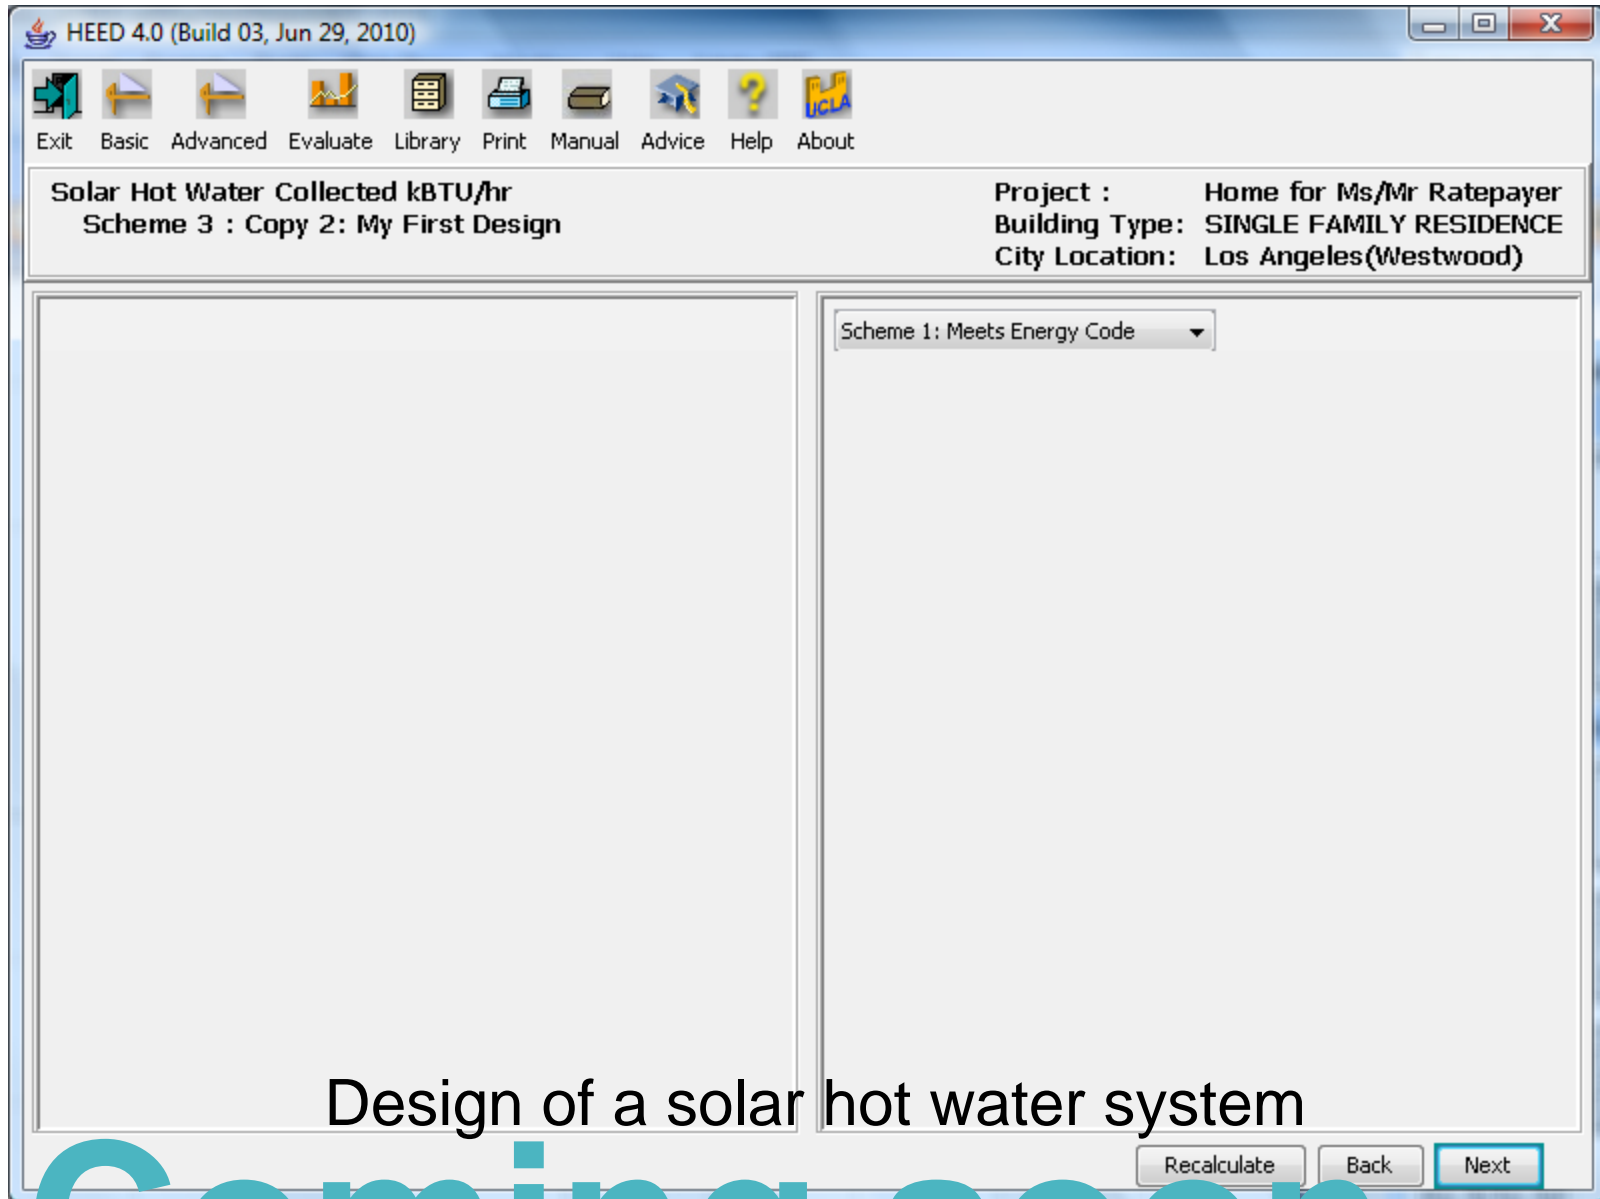 HEED 4.0 (Build 03, Jun 29, 2010)
Exit Basic Advanced Evaluate Library Print Manual Advice Help About
UCLA
Solar Hot Water Collected kBTU/hr
Scheme 3 : Copy 2: My First Design
Project : Home for Ms/Mr Ratepayer
Building Type: SINGLE FAMILY RESIDENCE
City Location: Los Angeles(Westwood)
Scheme 1: Meets Energy Code
Design of a solar hot water system
Recalculate Back Next
Coming soon